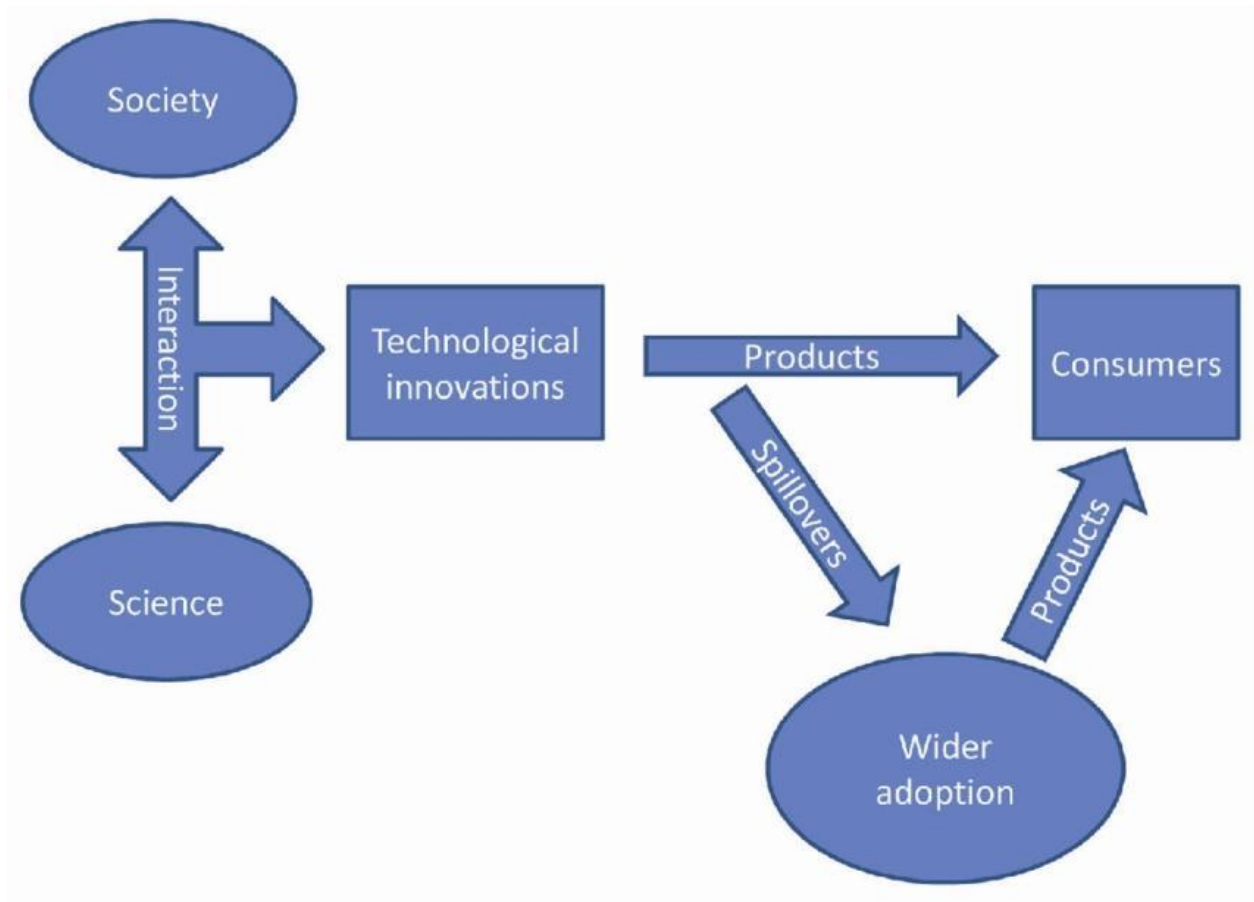 Society
Interaction
Science
Technological
innovations
Products
Spillovers
Wider
adoption
Products
Consumers